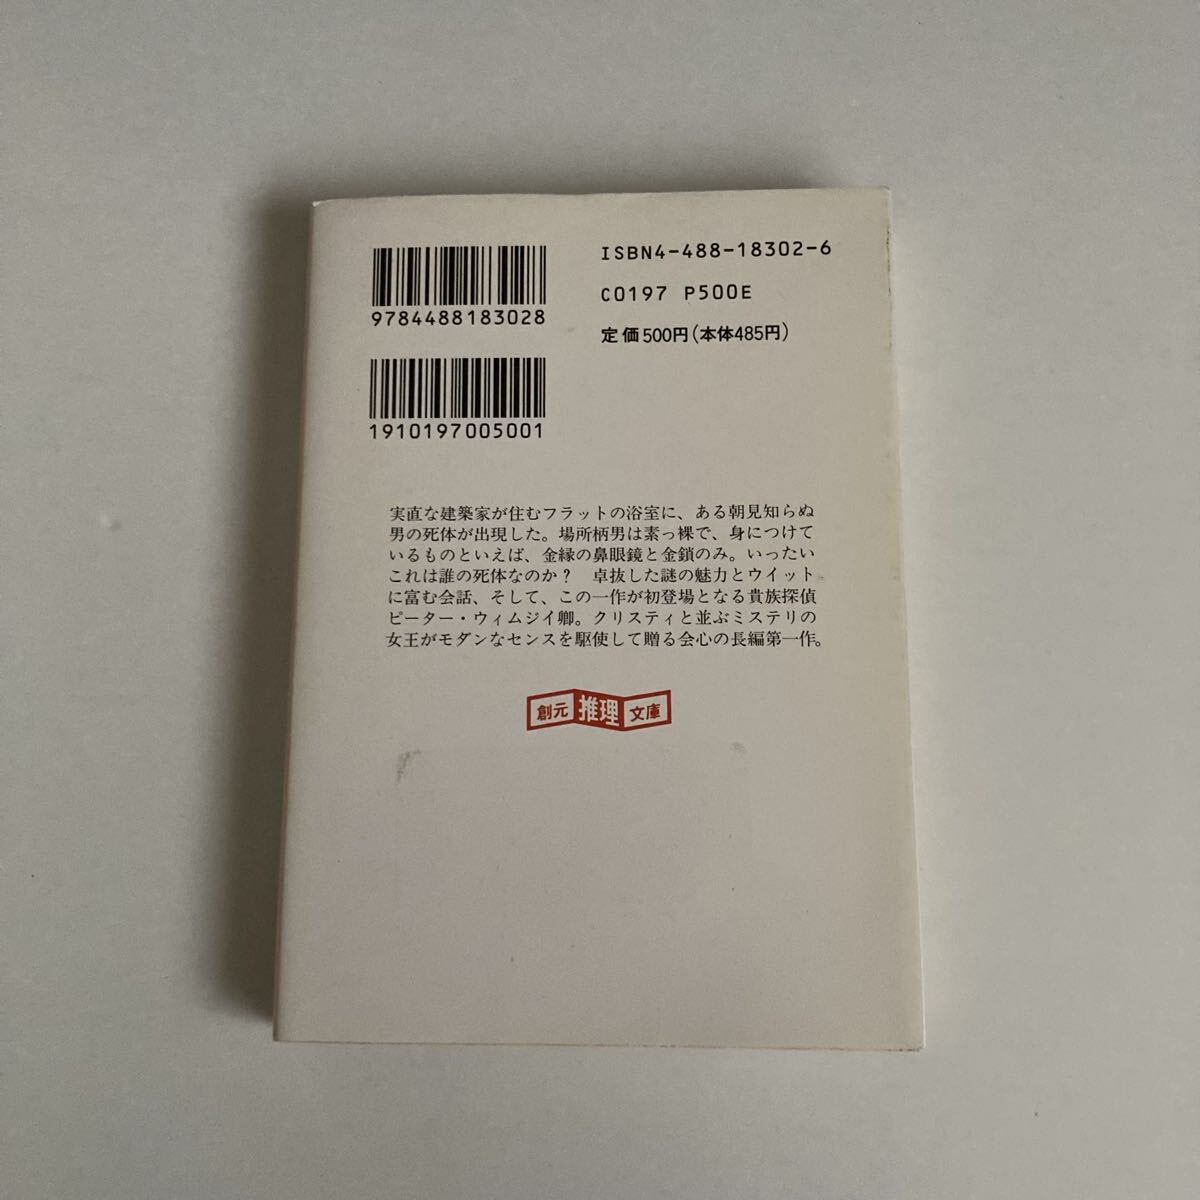 9784488183028
1910197005001
ISBN4-488-18302-6
C0197 P500E
定価500円(本体485円)
実直な建築家が住むフラットの浴室に、ある朝見知らぬ
男の死体が出現した。場所柄男は素っ裸で、身につけて
いるものといえば、金縁の鼻眼鏡と金鎖のみ。いったい
これは誰の死体なのか？　卓抜した謎の魅力とウイット
に富む会話、そして、この一作が初登場となる貴族探偵
ピーター・ウィムジイ卿。クリスティと並ぶミステリの
女王がモダンなセンスを駆使して贈る会心の長編第一作。
創元推理文庫